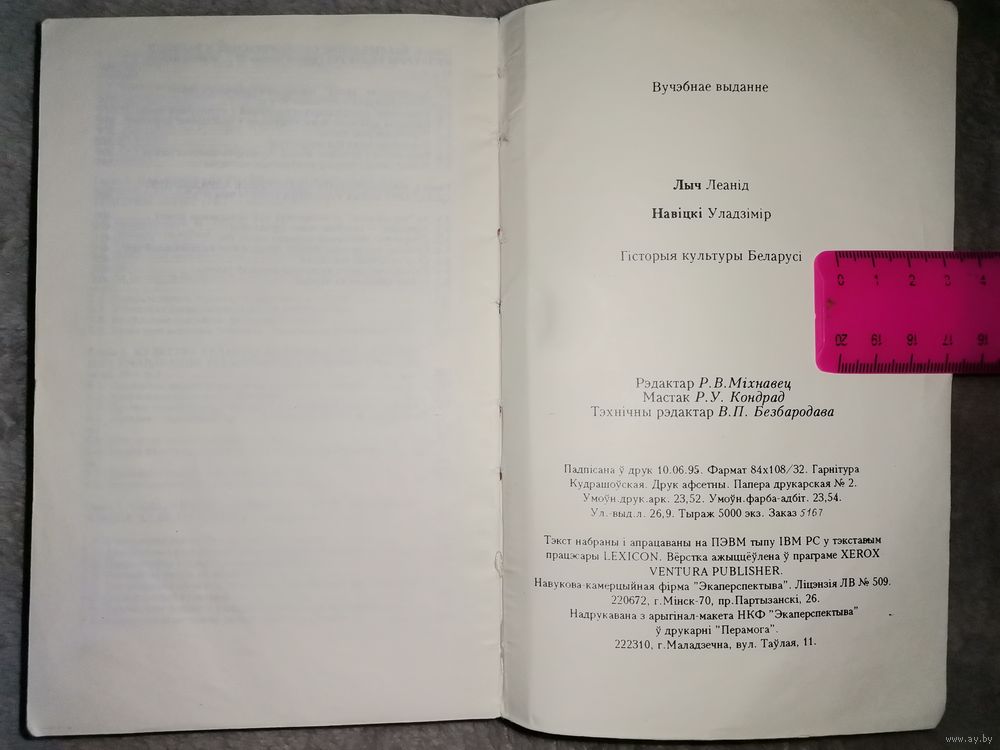 Вучэбнае выданне
Лыч Леанід
Навіцкі Уладзімір
Гісторыя культуры Беларусі
0 1 2 3 4
20 19 18 17 16
Рэдактар Р.В.Міхнавец
Мастак Р.У. Кондрад
Тэхнічны рэдактар В.П. Безбародава
Падпісана ў друк 10.06.95. Фармат 84х108/32. Гарнітура
Кудрашоўская. Друк афсетны. Папера друкарская № 2.
Умоўн.друк.арк. 23,52. Умоўн.фарба-адбіт. 23,54.
Ул.-выд.л. 26,9. Тыраж 5000 экз. Заказ 5167
Тэкст набраны і апрацаваны на ПЭВМ тыпу IBM PC у тэкставым
працэсары LEXICON. Вёрстка ажыццёўлена ў праграме XEROX
VENTURA PUBLISHER.
Навукова-камерцыйная фірма "Экаперспектыва". Ліцэнзія ЛВ № 509.
220672, г.Мінск-70, пр.Партызанскі, 26.
Надрукавана з арыгінал-макета НКФ "Экаперспектыва"
ў друкарні "Перамога".
222310, г.Маладзечна, вул. Таўлая, 11.
www.ay.by